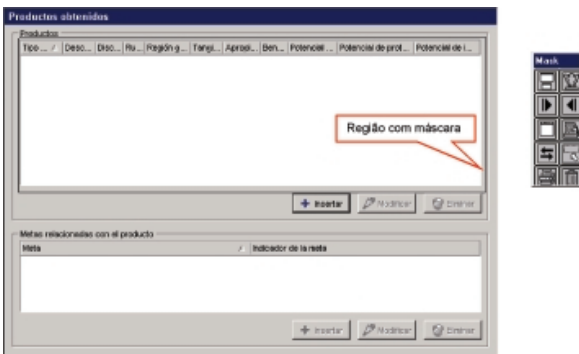 Productos obtenidos
Productos
Tipo ... / Desc... Disc... Ru... Región g... Tangi... Apropi... Ben... Potencial ... Potencial de prot... Potencial de i...
Região com máscara
Insertar Modificar Eliminar
Metas relacionadas con el producto
Meta / Indicador de la meta
Insertar Modificar Eliminar
Mask